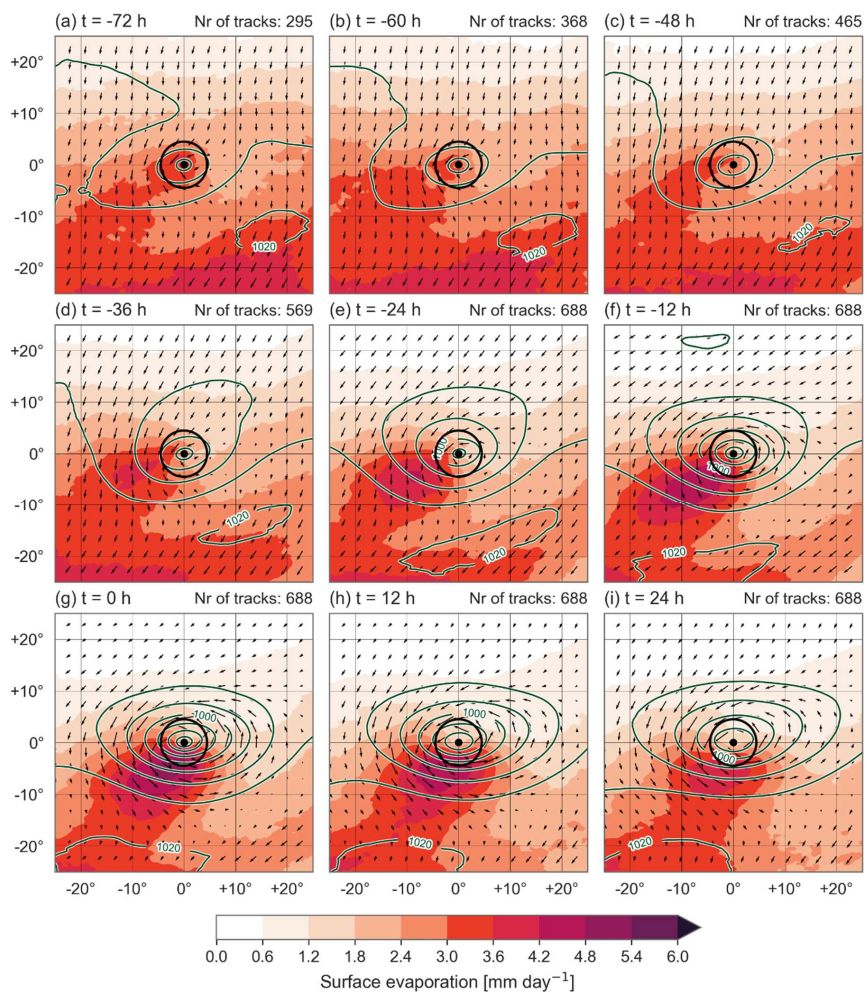 (a) t = -72 h Nr of tracks: 295 (b) t = -60 h Nr of tracks: 368 (c) t = -48 h Nr of tracks: 465
+20°
+10°
0°
-10°
1020 1020 1020
-20°
(d) t = -36 h Nr of tracks: 569 (e) t = -24 h Nr of tracks: 688 (f) t = -12 h Nr of tracks: 688
+20°
+10°
0° 1000 1000
-10°
1020 1020 1020
-20°
(g) t = 0 h Nr of tracks: 688 (h) t = 12 h Nr of tracks: 688 (i) t = 24 h Nr of tracks: 688
+20°
+10°
1000 1000 1000
0°
-10°
-20°
1020 1020 1020
-20° -10° 0° +10° +20° -20° -10° 0° +10° +20° -20° -10° 0° +10° +20°
0.0 0.6 1.2 1.8 2.4 3.0 3.6 4.2 4.8 5.4 6.0
Surface evaporation [mm day⁻¹]